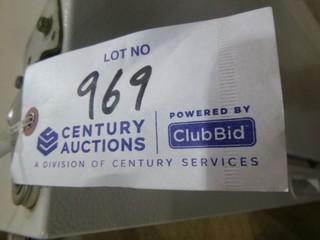 LOT NO
969
CENTURY
AUCTIONS
POWERED BY
ClubBid
A DIVISION OF CENTURY SERVICES